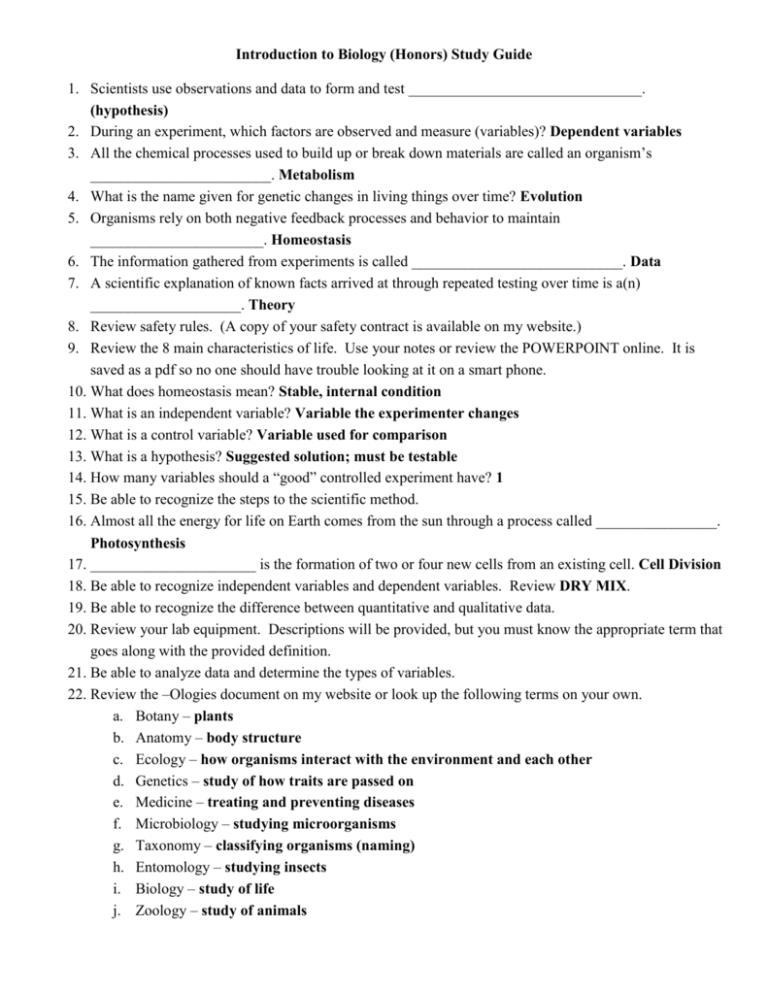 Introduction to Biology (Honors) Study Guide
1. Scientists use observations and data to form and test _______________________________.
(hypothesis)
2. During an experiment, which factors are observed and measure (variables)? Dependent variables
3. All the chemical processes used to build up or break down materials are called an organism’s
________________________. Metabolism
4. What is the name given for genetic changes in living things over time? Evolution
5. Organisms rely on both negative feedback processes and behavior to maintain
_______________________. Homeostasis
6. The information gathered from experiments is called ____________________________. Data
7. A scientific explanation of known facts arrived at through repeated testing over time is a(n)
____________________. Theory
8. Review safety rules. (A copy of your safety contract is available on my website.)
9. Review the 8 main characteristics of life. Use your notes or review the POWERPOINT online. It is
saved as a pdf so no one should have trouble looking at it on a smart phone.
10. What does homeostasis mean? Stable, internal condition
11. What is an independent variable? Variable the experimenter changes
12. What is a control variable? Variable used for comparison
13. What is a hypothesis? Suggested solution; must be testable
14. How many variables should a “good” controlled experiment have? 1
15. Be able to recognize the steps to the scientific method.
16. Almost all the energy for life on Earth comes from the sun through a process called ________________.
Photosynthesis
17. ______________________ is the formation of two or four new cells from an existing cell. Cell Division
18. Be able to recognize independent variables and dependent variables. Review DRY MIX.
19. Be able to recognize the difference between quantitative and qualitative data.
20. Review your lab equipment. Descriptions will be provided, but you must know the appropriate term that
goes along with the provided definition.
21. Be able to analyze data and determine the types of variables.
22. Review the –Ologies document on my website or look up the following terms on your own.
a. Botany – plants
b. Anatomy – body structure
c. Ecology – how organisms interact with the environment and each other
d. Genetics – study of how traits are passed on
e. Medicine – treating and preventing diseases
f. Microbiology – studying microorganisms
g. Taxonomy – classifying organisms (naming)
h. Entomology – studying insects
i. Biology – study of life
j. Zoology – study of animals